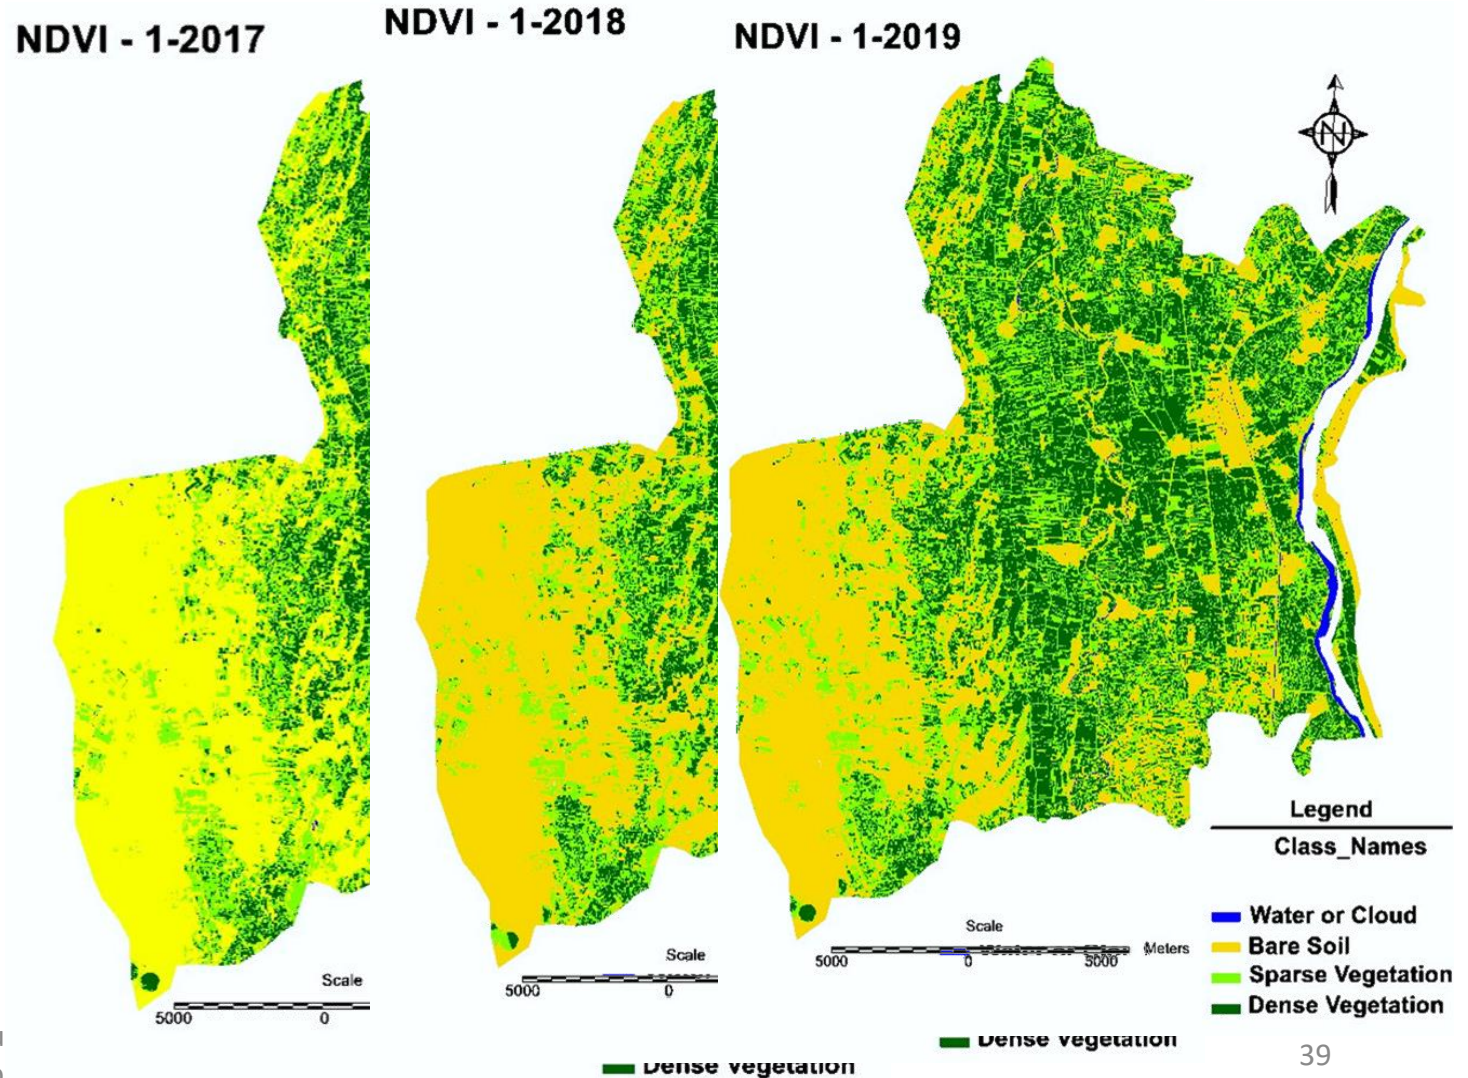 NDVI - 1-2017
NDVI - 1-2018
NDVI - 1-2019
N
Legend
Class_Names
Water or Cloud
Bare Soil
Sparse Vegetation
Dense Vegetation
Scale
5000 0
Scale
5000 0
Scale
5000 0 5000 Meters
Dense Vegetation
Dense Vegetation
39